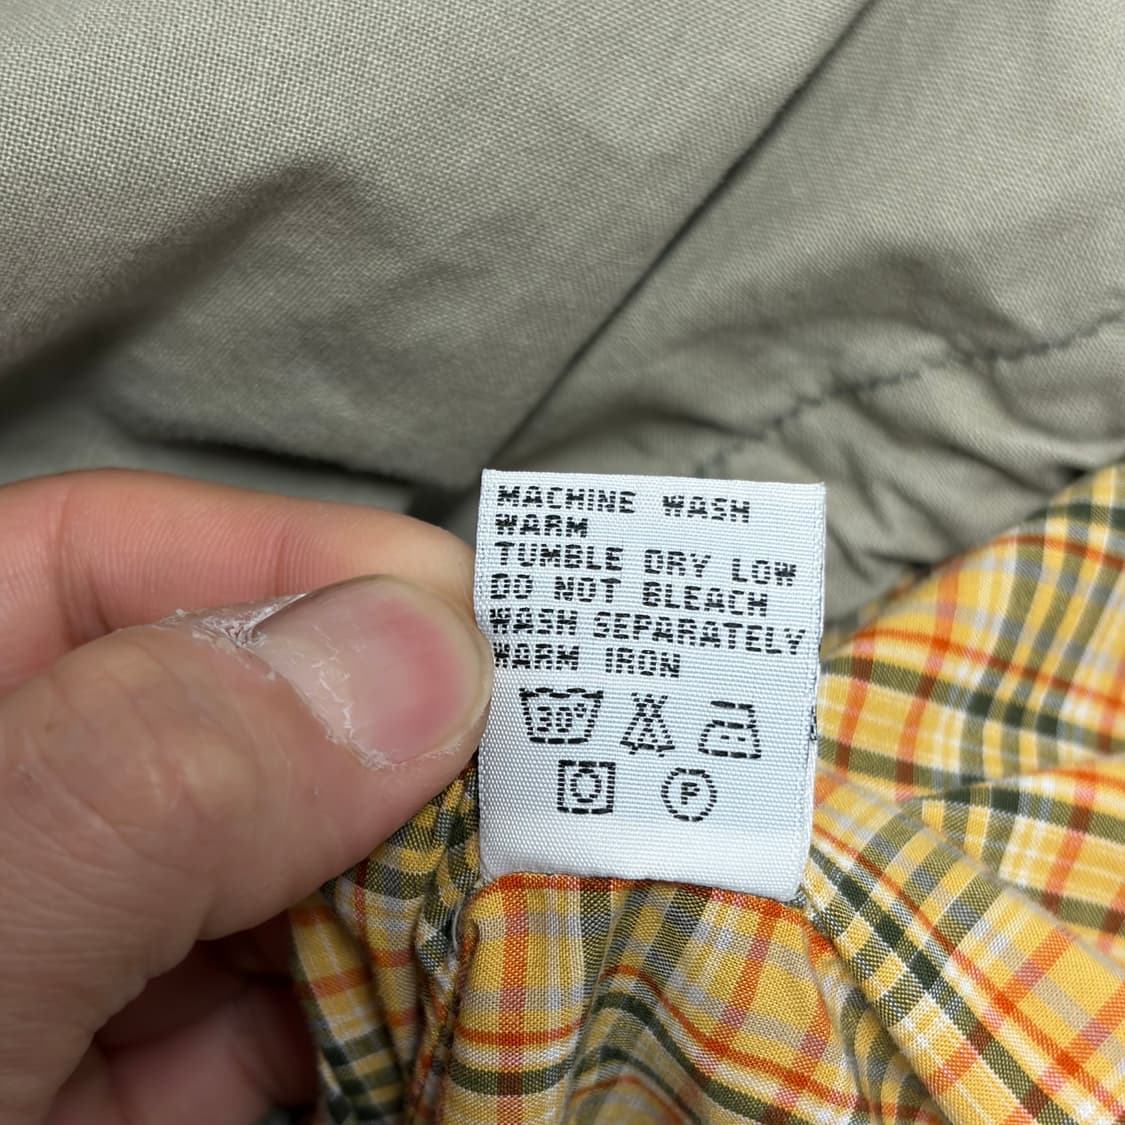 MACHINE WASH
WARM
TUMBLE DRY LOW
DO NOT BLEACH
WASH SEPARATELY
WARM IRON
30°
P